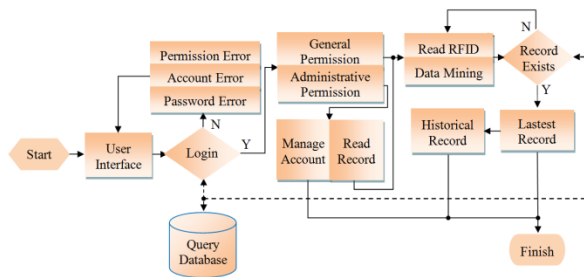 Permission Error
Account Error
Password Error
General
Permission
Administrative
Permission
Read RFID
Data Mining
N
Record
Exists
Y
Start
User
Interface
Login
N
Y
Manage
Account
Read
Record
Historical
Record
Lastest
Record
Query
Database
Finish